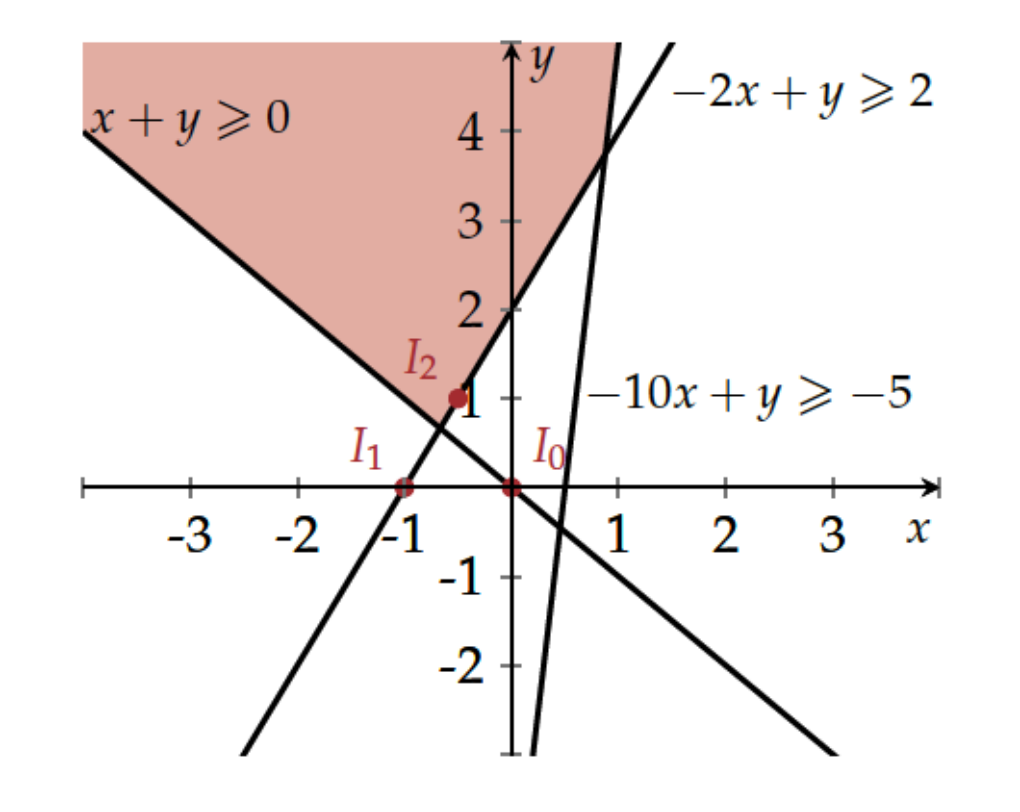 y
−2x + y ⩾ 2
x + y ⩾ 0
4
3
2
I₂
1
−10x + y ⩾ −5
I₁
I₀
-3 -2 -1 1 2 3 x
-1
-2